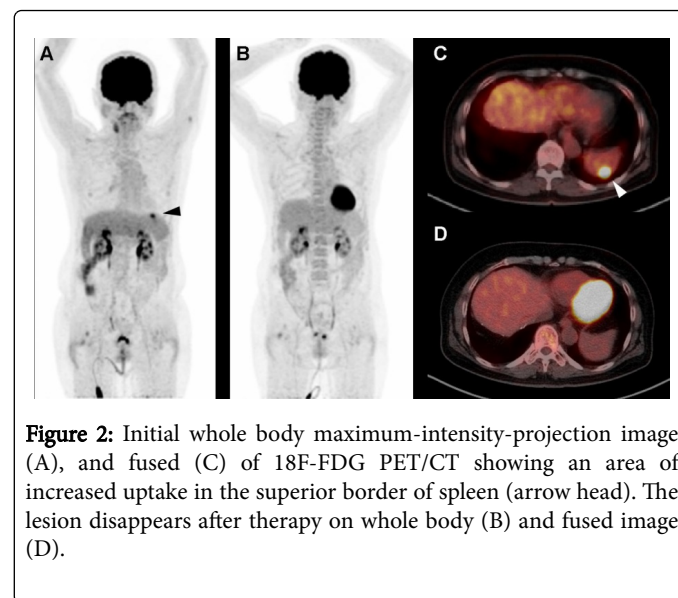 A
B
C
D
Figure 2: Initial whole body maximum-intensity-projection image
(A), and fused (C) of 18F-FDG PET/CT showing an area of
increased uptake in the superior border of spleen (arrow head). The
lesion disappears after therapy on whole body (B) and fused image
(D).